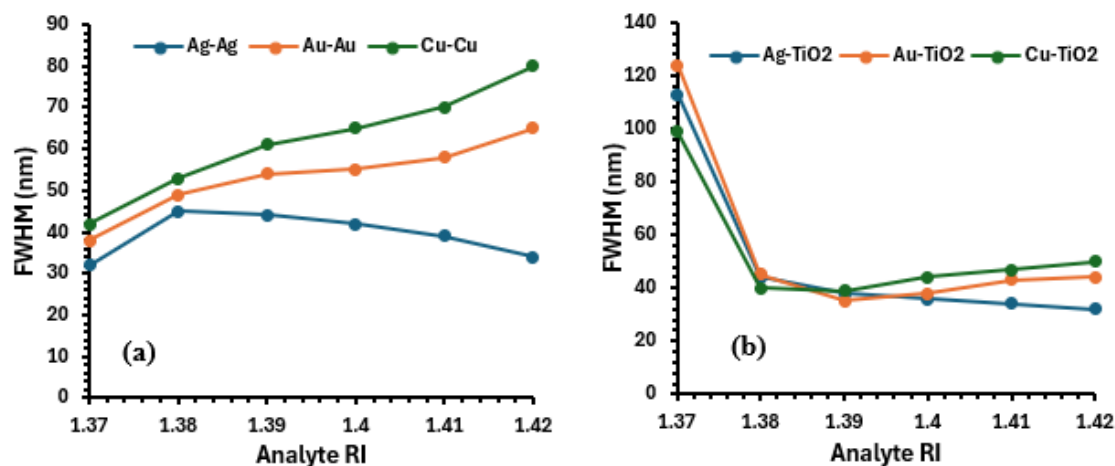 90
80
70
60
50
40
30
20
10
0
FWHM (nm)
Ag-Ag Au-Au Cu-Cu
(a)
1.37 1.38 1.39 1.4 1.41 1.42
Analyte RI
140
120
100
80
60
40
20
0
FWHM (nm)
Ag-TiO2 Au-TiO2 Cu-TiO2
(b)
1.37 1.38 1.39 1.4 1.41 1.42
Analyte RI